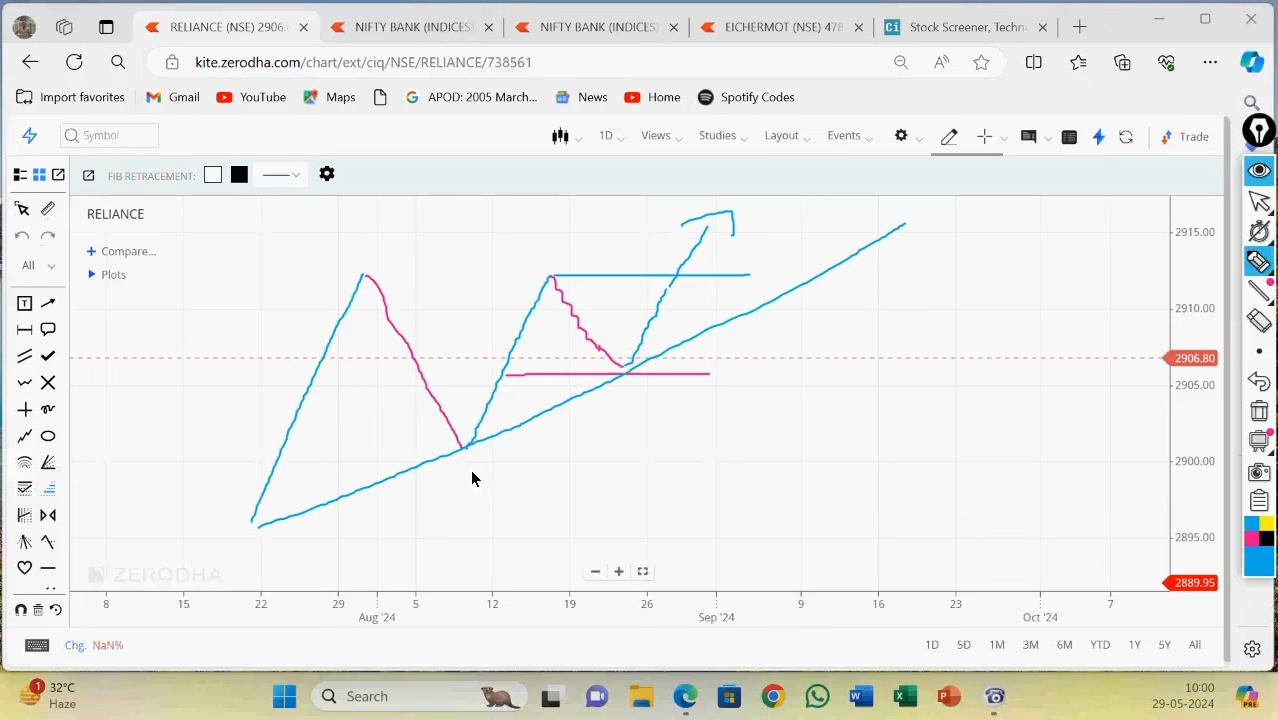 RELIANCE (NSE) 2906.
NIFTY BANK (INDICES)
NIFTY BANK (INDICES)
EICHERMOT (NSE) 478
Stock Screener, Techn
kite.zerodha.com/chart/ext/ciq/NSE/RELIANCE/738561
Import favorites
Gmail
YouTube
Maps
APOD: 2005 March...
News
Home
Spotify Codes
Symbol
1D
Views
Studies
Layout
Events
Trade
FIB RETRACEMENT:
RELIANCE
Compare...
Plots
All
2915.00
2910.00
2906.80
2905.00
2900.00
2895.00
2889.95
ZERODHA
8 15 22 29 5 12 19 26 9 16 23 7
Aug '24 Sep '24 Oct '24
Chg. NaN%
1D 5D 1M 3M 6M YTD 1Y 5Y All
1
32°C
Haze
Search
10:00
29-05-2024
PRE